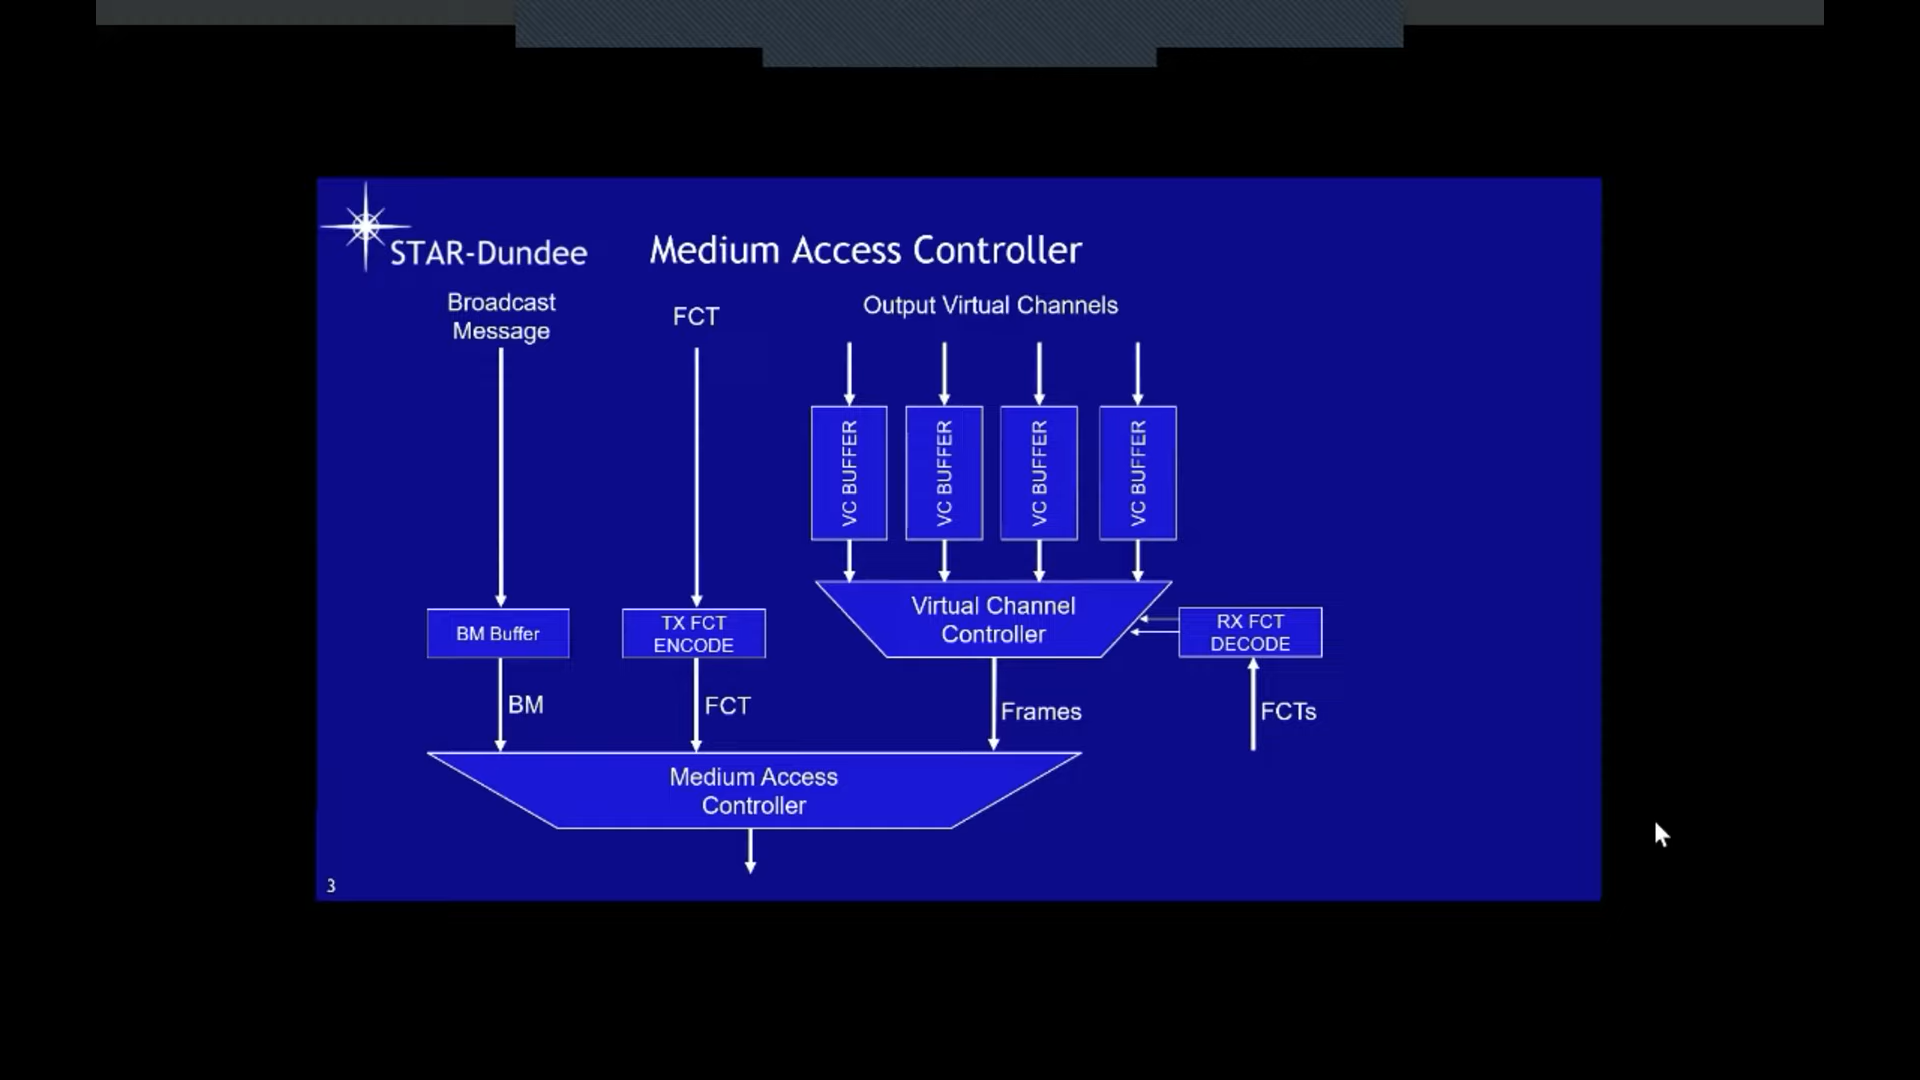 STAR-Dundee
Medium Access Controller
Broadcast
Message
FCT
Output Virtual Channels
VC BUFFER
VC BUFFER
VC BUFFER
VC BUFFER
BM Buffer
TX FCT
ENCODE
Virtual Channel
Controller
RX FCT
DECODE
BM
FCT
Frames
FCTs
Medium Access
Controller
3